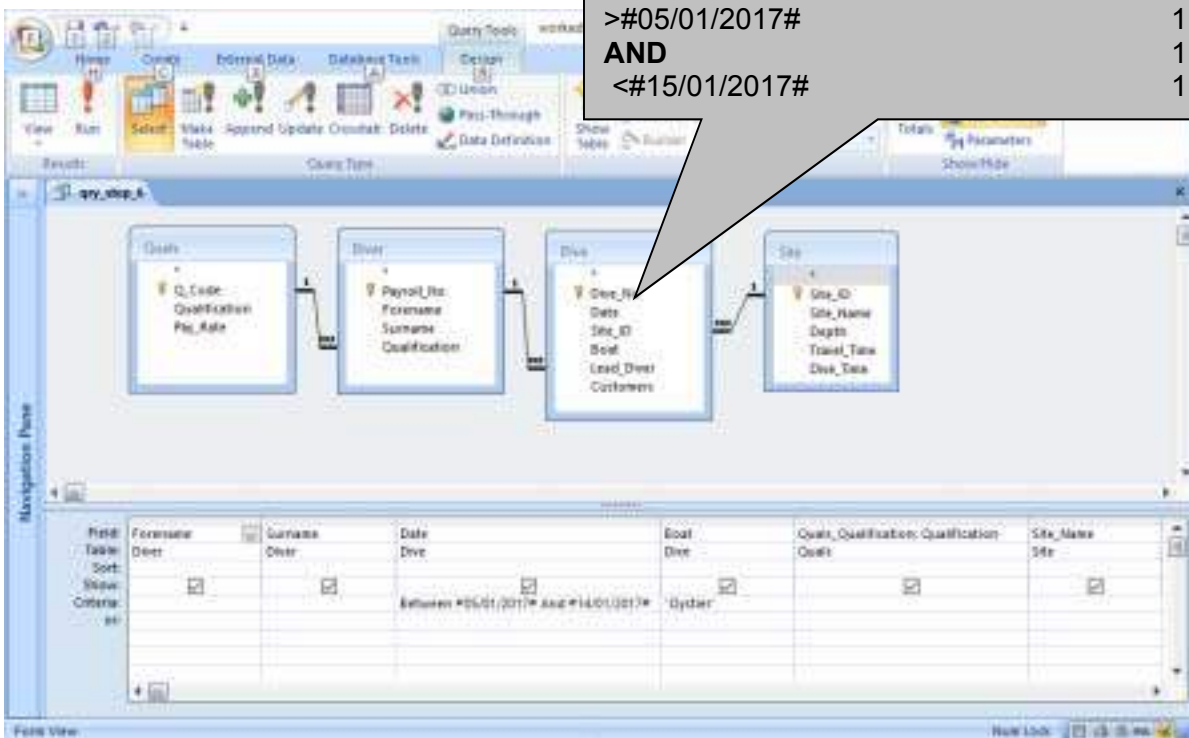 >#05/01/2017# 1
AND 1
<#15/01/2017# 1
Query Tools
Home Create External Data Database Tools Design
View Run Select Make Table Append Update Crosstab Delete
Union
Pass-Through
Data Definition
Show Table
Totals
Parameters
Results Query Type Show/Hide
qry_step_6
Navigation Pane
Quals
*
Q_Code
Qualification
Pay_Rate
Diver
*
Payroll_No
Forename
Surname
Qualification
Dive
*
Date
Site_ID
Boat
Lead_Diver
Customers
Site
*
Site_ID
Site_Name
Depth
Travel_Time
Dive_Time
Field: Forename Surname Date Boat Quals_Qualification: Qualification Site_Name
Table: Diver Diver Dive Dive Quals Site
Sort:
Show:
Criteria: Between #05/01/2017# And #14/01/2017# 'Oyster'
or:
Form View Num Lock